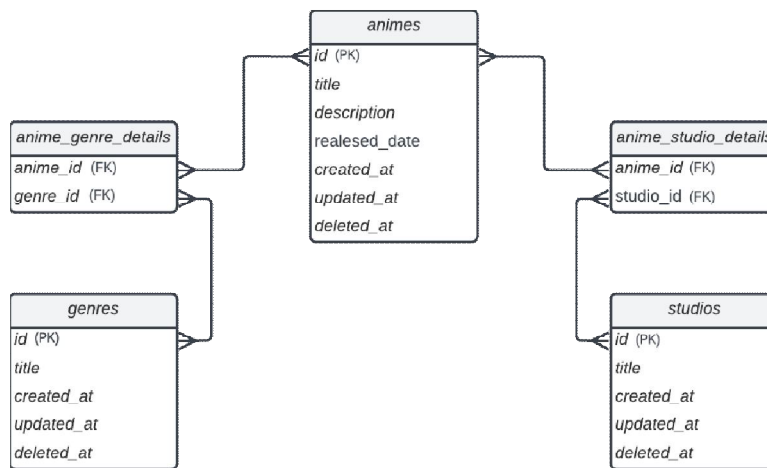 animes
id (PK)
title
description
realesed_date
created_at
updated_at
deleted_at
anime_genre_details
anime_id (FK)
genre_id (FK)
anime_studio_details
anime_id (FK)
studio_id (FK)
genres
id (PK)
title
created_at
updated_at
deleted_at
studios
id (PK)
title
created_at
updated_at
deleted_at